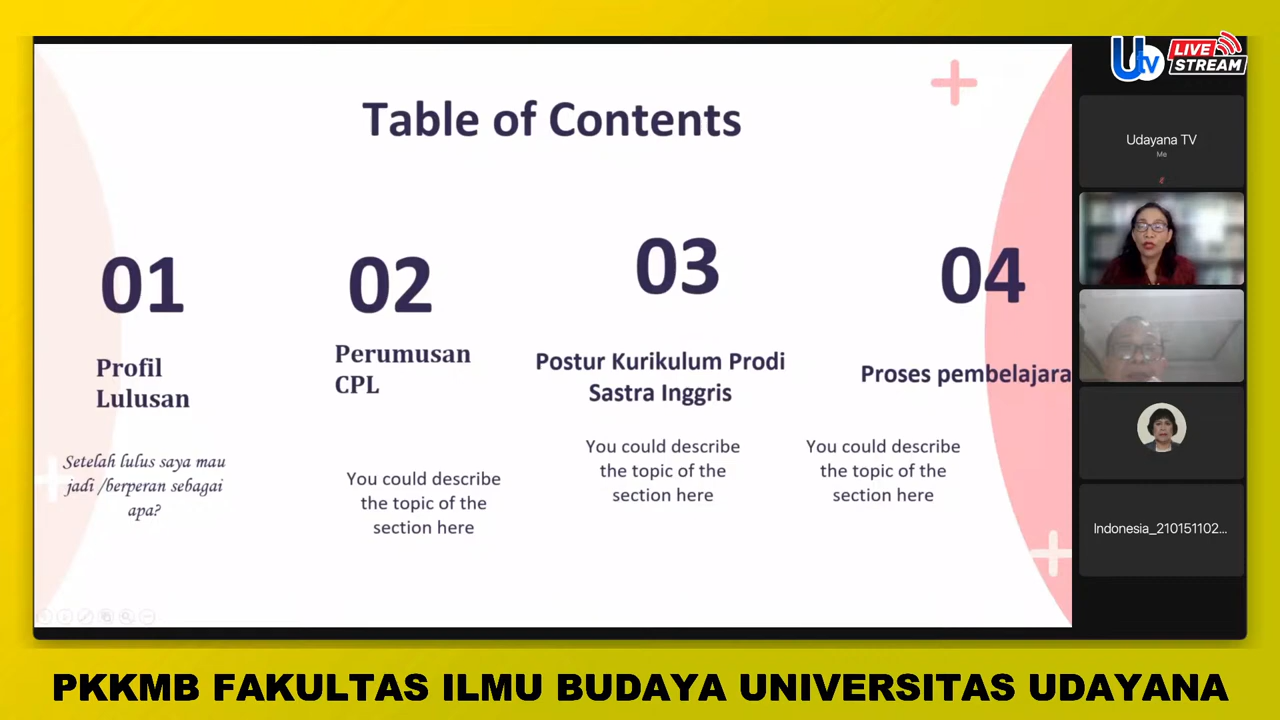 Utv LIVE
STREAM
Table of Contents
01
Profil
Lulusan
Setelah lulus saya mau
jadi /berperan sebagai
apa?
02
Perumusan
CPL
You could describe
the topic of the
section here
03
Postur Kurikulum Prodi
Sastra Inggris
You could describe
the topic of the
section here
04
Proses pembelajara
You could describe
the topic of the
section here
Udayana TV
Me
Indonesia_210151102...
PKKMB FAKULTAS ILMU BUDAYA UNIVERSITAS UDAYANA